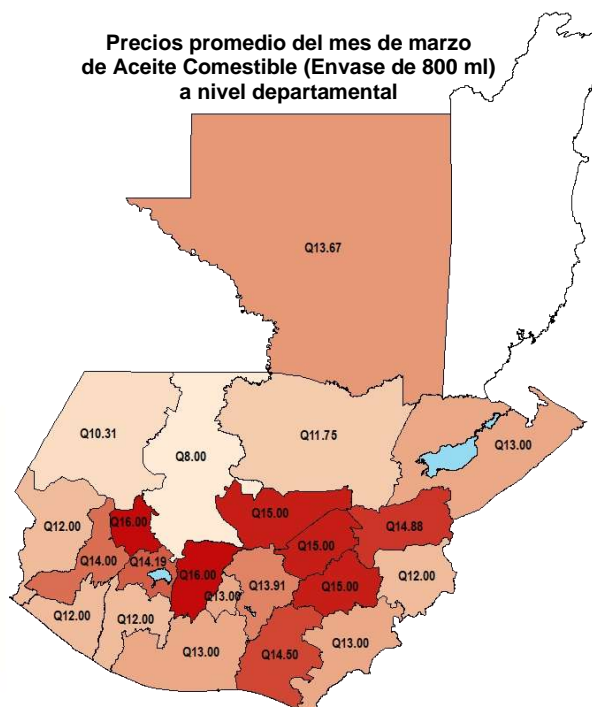 Precios promedio del mes de marzo
de Aceite Comestible (Envase de 800 ml)
a nivel departamental
Q13.67
Q10.31
Q8.00
Q11.75
Q13.00
Q12.00
Q16.00
Q15.00
Q14.88
Q14.00
Q14.19
Q16.00
Q15.00
Q13.91
Q13.00
Q15.00
Q12.00
Q12.00
Q12.00
Q13.00
Q14.50
Q13.00